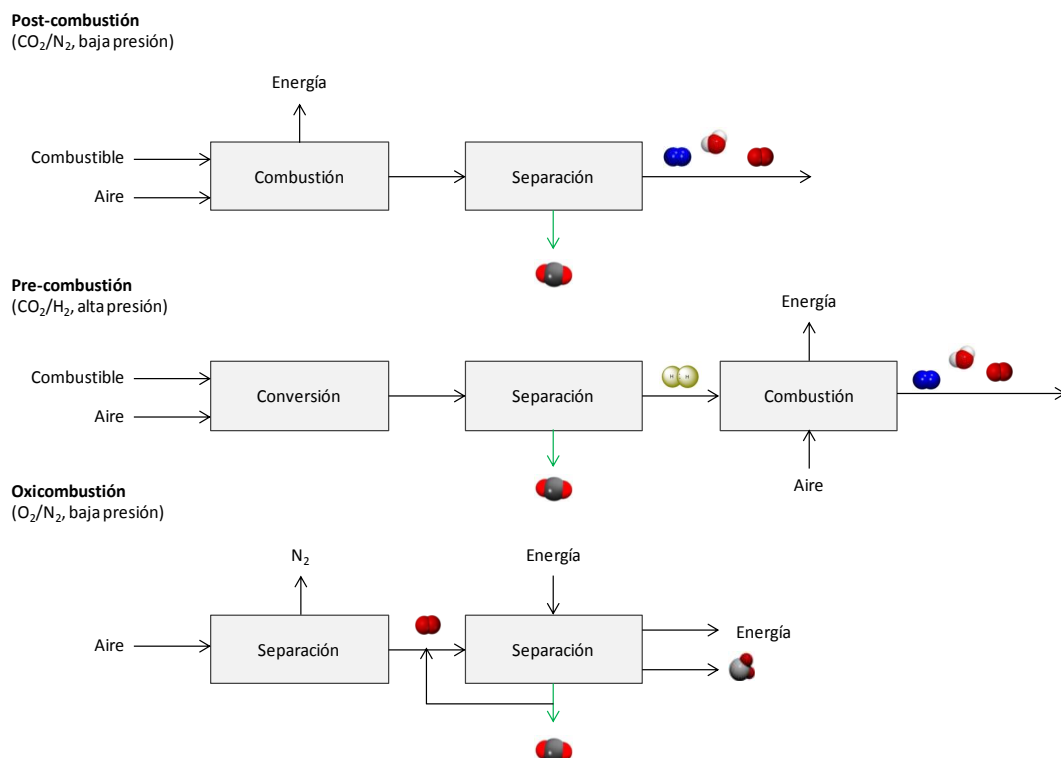 Post-combustión
(CO₂/N₂, baja presión)
Energía
Combustible
Aire
Combustión
Separación
Pre-combustión
(CO₂/H₂, alta presión)
Energía
Combustible
Aire
Conversión
Separación
H H
Combustión
Aire
Oxicombustión
(O₂/N₂, baja presión)
N₂
Energía
Aire
Separación
Separación
Energía